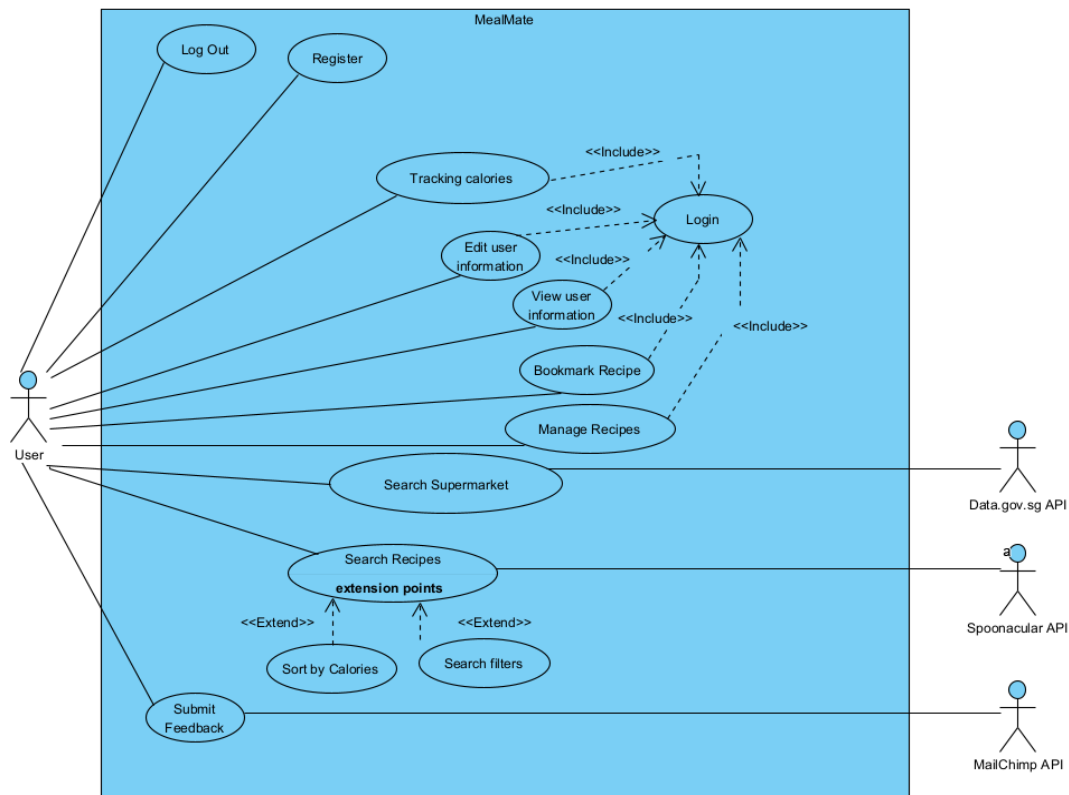 MealMate
Log Out
Register
<<Include>>
Tracking calories
<<Include>>
Login
Edit user
information
<<Include>>
View user
information
<<Include>>
<<Include>>
Bookmark Recipe
Manage Recipes
User
Search Supermarket
Data.gov.sg API
Search Recipes
a
extension points
<<Extend>>
<<Extend>>
Spoonacular API
Sort by Calories
Search filters
Submit
Feedback
MailChimp API